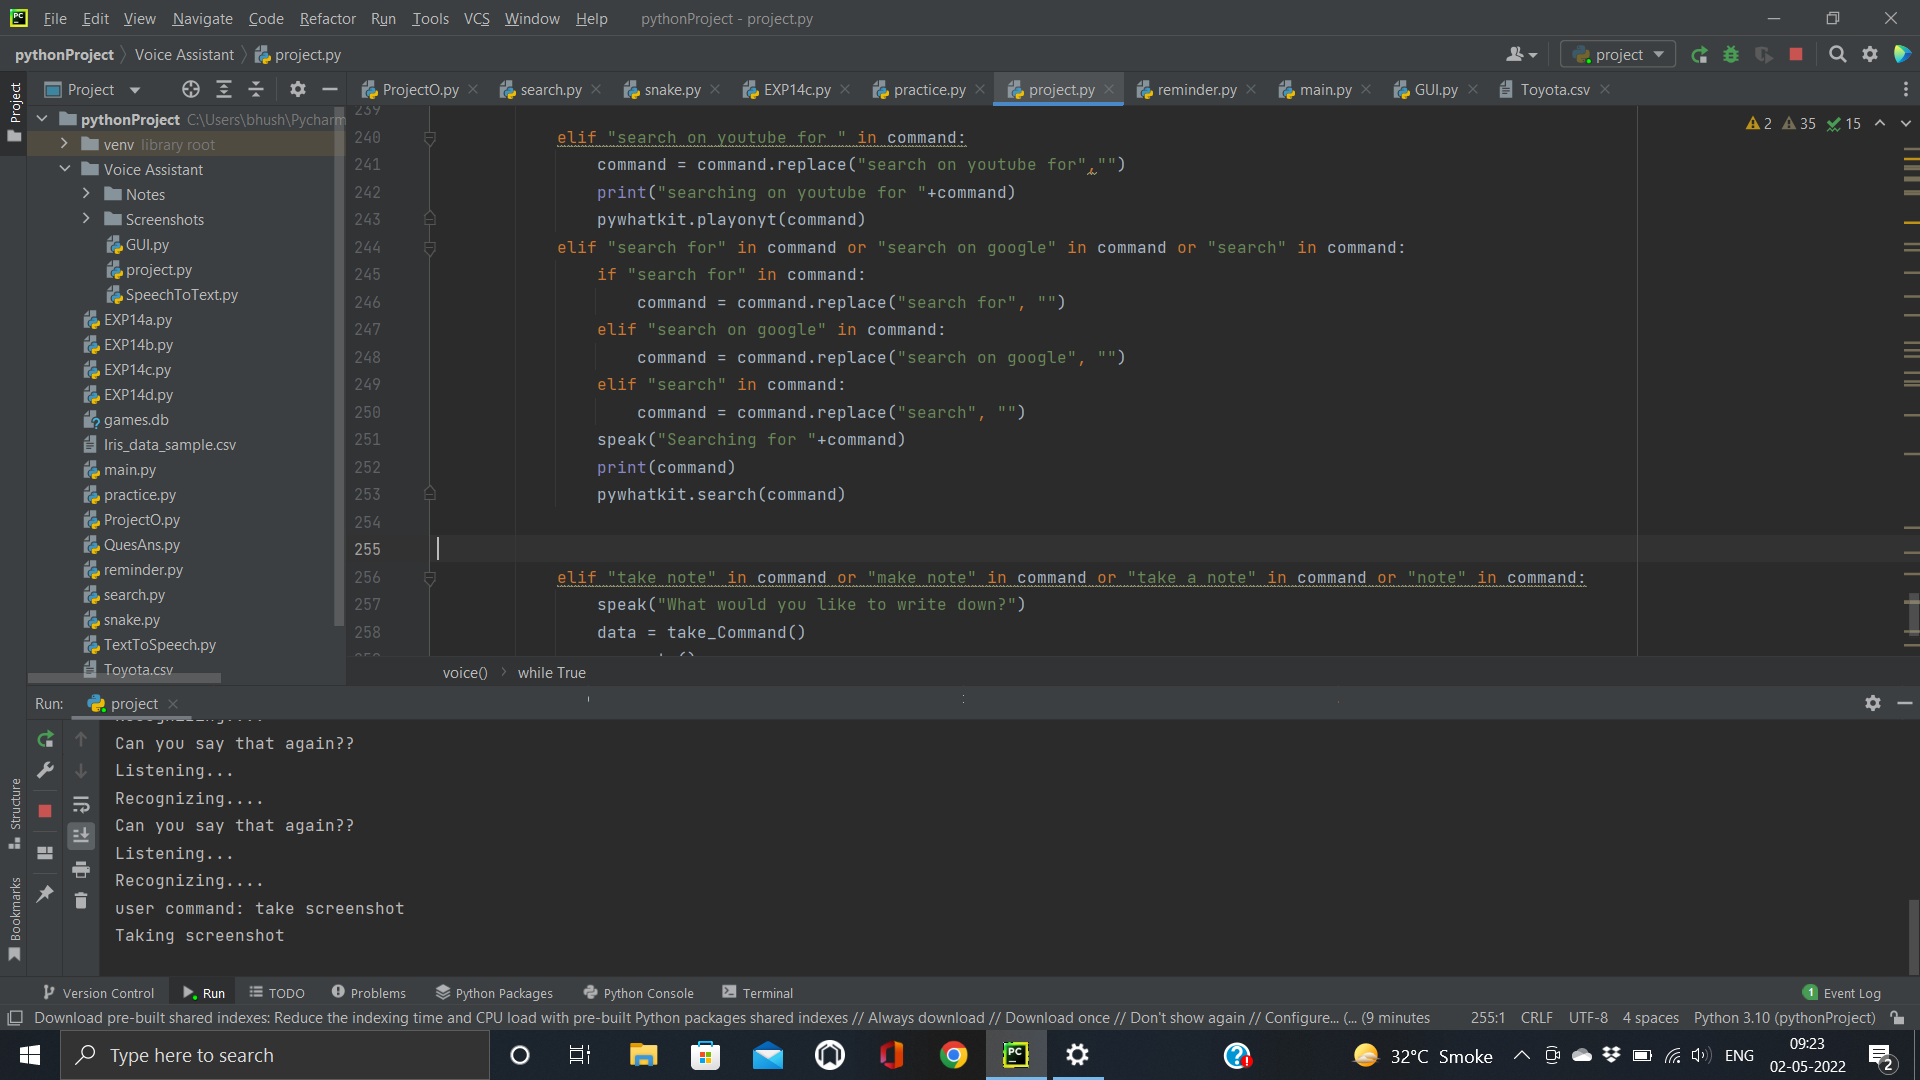 File Edit View Navigate Code Refactor Run Tools VCS Window Help pythonProject - project.py
pythonProject Voice Assistant project.py
project
Project
Project
ProjectO.py search.py snake.py EXP14c.py practice.py project.py reminder.py main.py GUI.py Toyota.csv
pythonProject C:\Users\bhush\Pycharm
venv library root
Voice Assistant
Notes
Screenshots
GUI.py
project.py
SpeechToText.py
EXP14a.py
EXP14b.py
EXP14c.py
EXP14d.py
games.db
Iris_data_sample.csv
main.py
practice.py
ProjectO.py
QuesAns.py
reminder.py
search.py
snake.py
TextToSpeech.py
Toyota.csv
2 35 15
239
240 elif "search on youtube for " in command:
241 command = command.replace("search on youtube for","")
242 print("searching on youtube for "+command)
243 pywhatkit.playonyt(command)
244 elif "search for" in command or "search on google" in command or "search" in command:
245 if "search for" in command:
246 command = command.replace("search for", "")
247 elif "search on google" in command:
248 command = command.replace("search on google", "")
249 elif "search" in command:
250 command = command.replace("search", "")
251 speak("Searching for "+command)
252 print(command)
253 pywhatkit.search(command)
254
255
256 elif "take note" in command or "make note" in command or "take a note" in command or "note" in command:
257 speak("What would you like to write down?")
258 data = take_Command()
voice() while True
Run: project
Recognizing....
Can you say that again??
Listening...
Recognizing....
Can you say that again??
Listening...
Recognizing....
user command: take screenshot
Taking screenshot
Structure
Bookmarks
Version Control Run TODO Problems Python Packages Python Console Terminal 1 Event Log
Download pre-built shared indexes: Reduce the indexing time and CPU load with pre-built Python packages shared indexes // Always download // Download once // Don't show again // Configure... (... (9 minutes 255:1 CRLF UTF-8 4 spaces Python 3.10 (pythonProject)
Type here to search
PC
32°C Smoke
ENG
09:23
02-05-2022
2